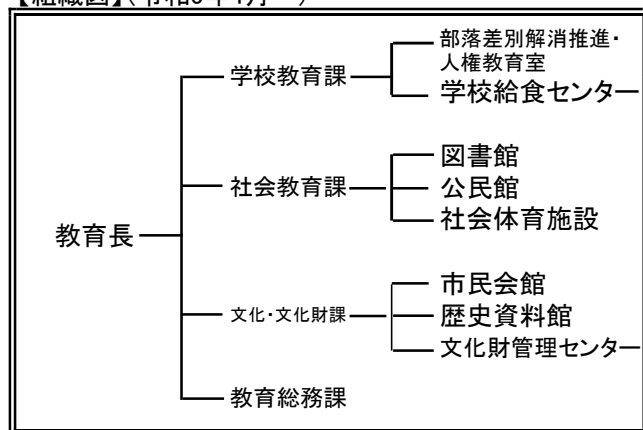 学校教育課
部落差別解消推進・
人権教育室
学校給食センター
社会教育課
図書館
公民館
社会体育施設
教育長
文化・文化財課
市民会館
歴史資料館
文化財管理センター
教育総務課